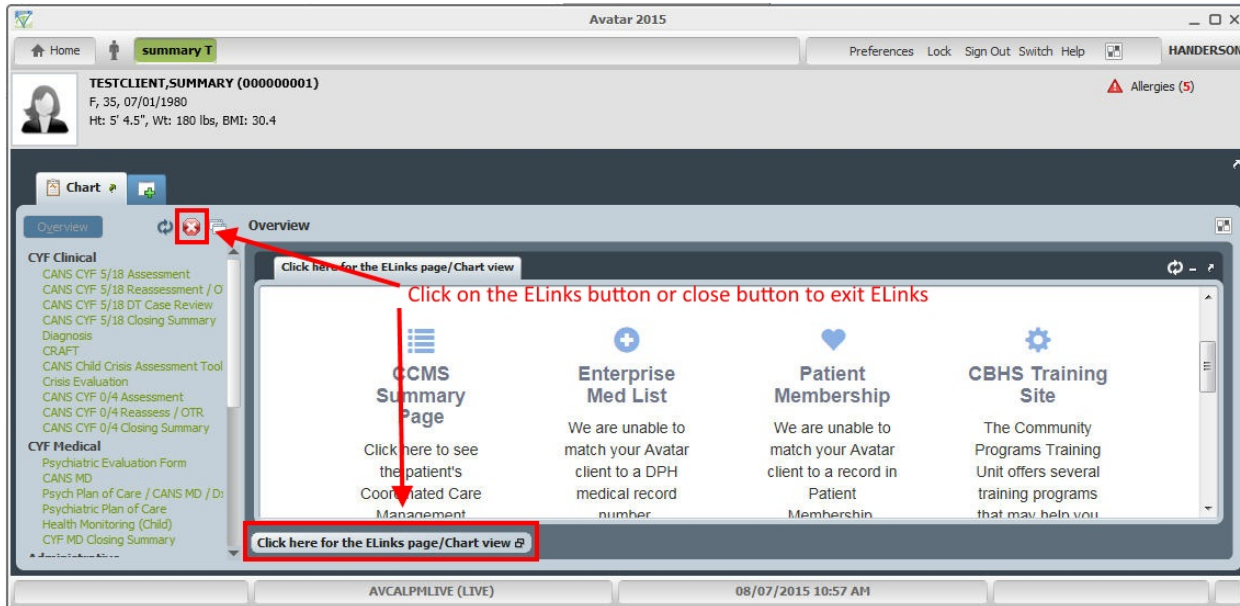 Avatar 2015
Home
summary T
Preferences Lock Sign Out Switch Help
HANDERSON
TESTCLIENT,SUMMARY (000000001)
F, 35, 07/01/1980
Ht: 5' 4.5", Wt: 180 lbs, BMI: 30.4
Allergies (5)
Chart
Overview
CYF Clinical
CANS CYF 5/18 Assessment
CANS CYF 5/18 Reassessment / O
CANS CYF 5/18 DT Case Review
CANS CYF 5/18 Closing Summary
Diagnosis
CRAFT
CANS Child Crisis Assessment Tool
Crisis Evaluation
CANS CYF 0/4 Assessment
CANS CYF 0/4 Reassess / OTR
CANS CYF 0/4 Closing Summary
CYF Medical
Psychiatric Evaluation Form
CANS MD
Psych Plan of Care / CANS MD / D
Psychiatric Plan of Care
Health Monitoring (Child)
CYF MD Closing Summary
Administrative
Overview
Click here for the ELinks page/Chart view
Click on the ELinks button or close button to exit ELinks
CCMS
Summary
Page
Click here to see
the patient's
Coordinated Care
Management
Enterprise
Med List
We are unable to
match your Avatar
client to a DPH
medical record
number
Patient
Membership
We are unable to
match your Avatar
client to a record in
Patient
Membership
CBHS Training
Site
The Community
Programs Training
Unit offers several
training programs
that may help you
Click here for the ELinks page/Chart view
AVCALPMLIVE (LIVE)
08/07/2015 10:57 AM